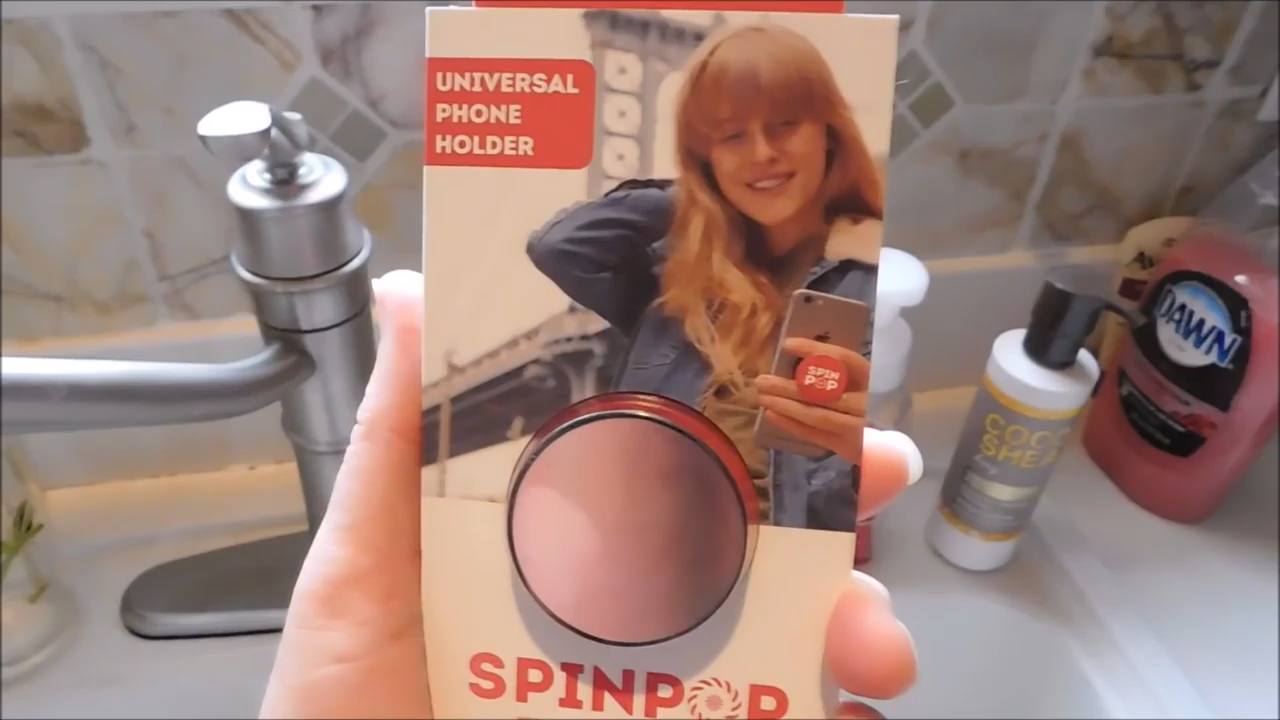 UNIVERSAL
PHONE
HOLDER
SPIN
POP
SPINPOP
DAWN
COCO
SHEA